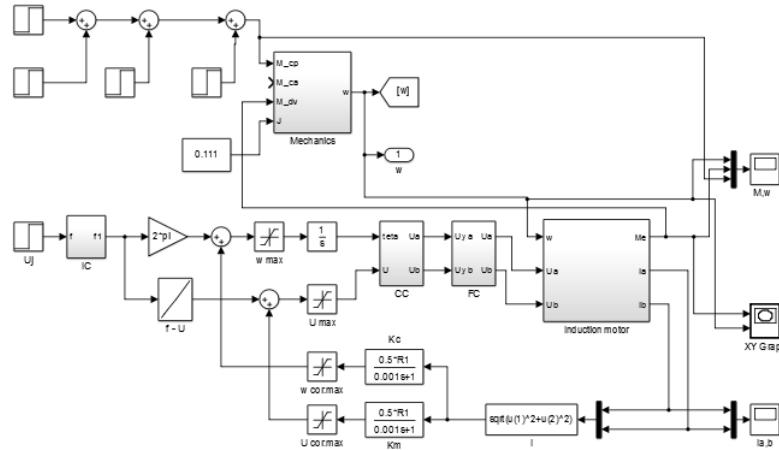 M_cp
M_ca
M_dv
J
w
Mechanics
[w]
1
w
0.111
M,w
Uj
f
f1
IC
2*pI
w max
1
s
teta
Ua
U
Ub
CC
Uy a
Ua
Uy b
Ub
FC
w
Me
Ua
Ia
Ub
Ib
Induction motor
f - U
U max
XY Grap
Kc
0.5*R1
0.001s+1
w cor.max
0.5*R1
0.001s+1
Km
U cor.max
sqrt(u(1)^2+u(2)^2)
I
Ia,b